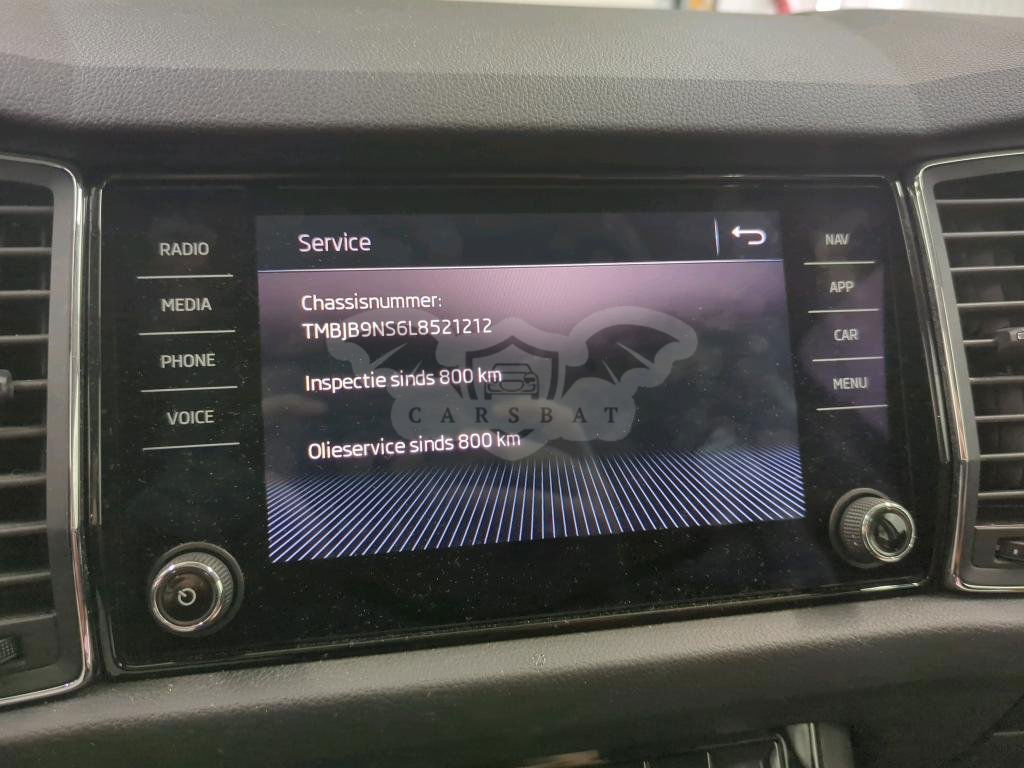 Service
RADIO
MEDIA
PHONE
VOICE
Chassisnummer:
TMBJB9NS6L8521212
Inspectie sinds 800 km
CARSBAT
Olieservice sinds 800 km
NAV
APP
CAR
MENU